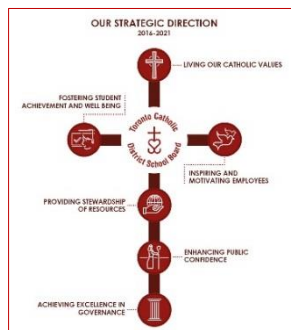 OUR STRATEGIC DIRECTION
2016-2021
LIVING OUR CATHOLIC VALUES
FOSTERING STUDENT
ACHIEVEMENT AND WELL BEING
Toronto Catholic
District School Board
INSPIRING AND
MOTIVATING EMPLOYEES
PROVIDING STEWARDSHIP
OF RESOURCES
ENHANCING PUBLIC
CONFIDENCE
ACHIEVING EXCELLENCE IN
GOVERNANCE